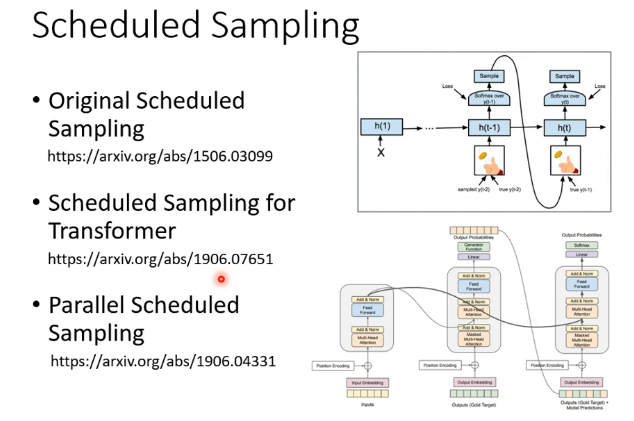 Scheduled Sampling
• Original Scheduled
Sampling
https://arxiv.org/abs/1506.03099
• Scheduled Sampling for
Transformer
https://arxiv.org/abs/1906.07651
• Parallel Scheduled
Sampling
https://arxiv.org/abs/1906.04331
Sample
Sample
Loss
Softmax over
y(t-1)
Softmax over
y(t)
Loss
h(1)
...
h(t-1)
h(t)
X
sampled y(t-2)
true y(t-2)
true y(t-1)
Output Probabilities
Generator
Function
Linear
Add & Norm
Feed
Forward
Add & Norm
Multi-Head
Attention
Add & Norm
Masked
Multi-Head
Attention
Position Encoding
Output Embedding
Outputs (Gold Target)
Output Probabilities
Softmax
Linear
Add & Norm
Feed
Forward
Add & Norm
Multi-Head
Attention
Add & Norm
Masked
Multi-Head
Attention
Position Encoding
Output Embedding
Outputs (Gold Target) +
Model Predictions
Add & Norm
Feed
Forward
Add & Norm
Multi-Head
Attention
Position Encoding
Input Embedding
Inputs